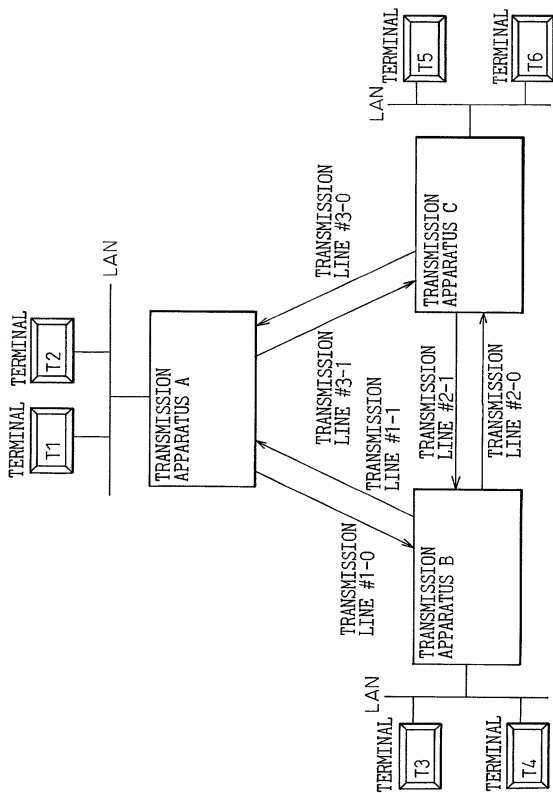 TERMINAL
T1
TERMINAL
T2
LAN
TRANSMISSION
APPARATUS A
TRANSMISSION
LINE #1-0
TRANSMISSION
LINE #1-1
TRANSMISSION
LINE #3-1
TRANSMISSION
LINE #3-0
LAN
TERMINAL
T3
TERMINAL
T4
TRANSMISSION
APPARATUS B
TRANSMISSION
LINE #2-1
TRANSMISSION
LINE #2-0
TRANSMISSION
APPARATUS C
LAN
TERMINAL
T5
TERMINAL
T6